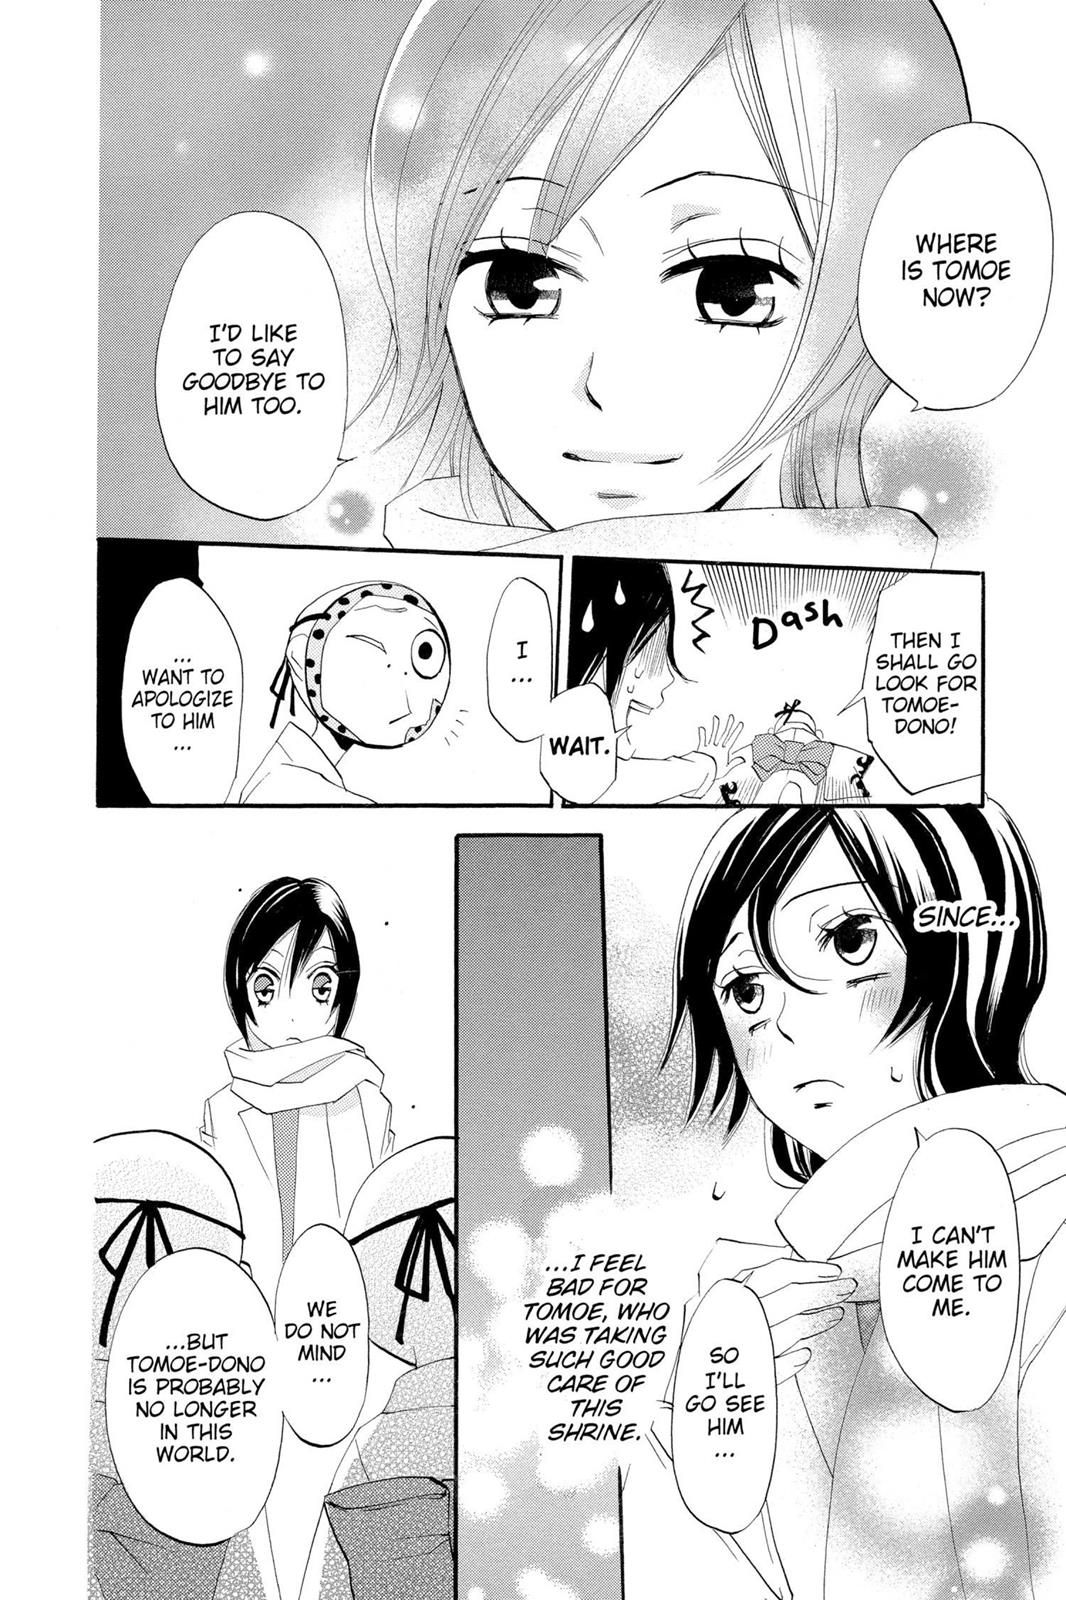 WHERE
IS TOMOE
NOW?
I'D LIKE
TO SAY
GOODBYE TO
HIM TOO.
THEN I
SHALL GO
LOOK FOR
TOMOE-
DONO!
Dash
WAIT.
I
...
...
WANT TO
APOLOGIZE
TO HIM
...
SINCE...
I CAN'T
MAKE HIM
COME TO
ME.
SO
I'LL
GO SEE
HIM
...
...I FEEL
BAD FOR
TOMOE, WHO
WAS TAKING
SUCH GOOD
CARE OF
THIS
SHRINE.
WE
DO NOT
MIND
...
...BUT
TOMOE-DONO
IS PROBABLY
NO LONGER
IN THIS
WORLD.